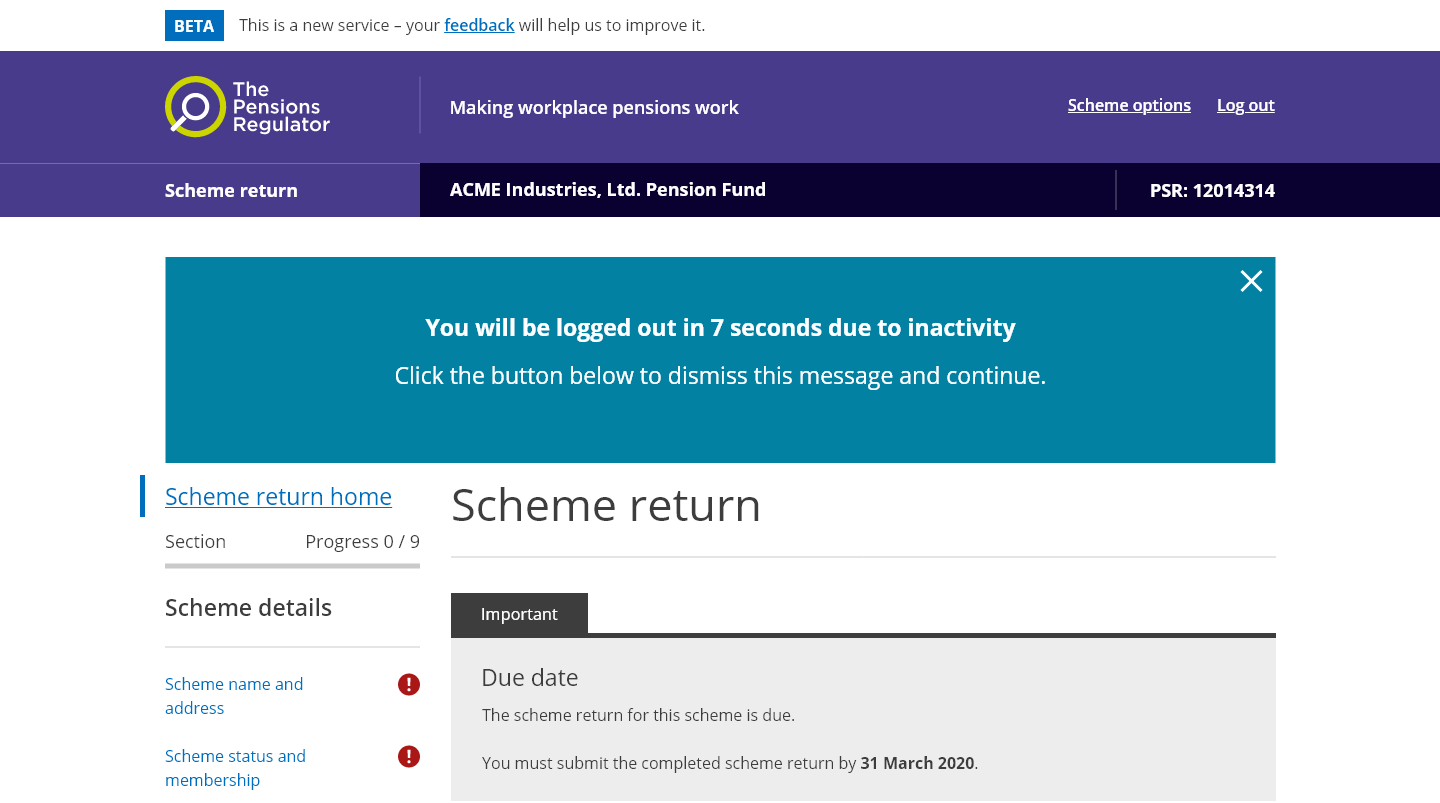 BETA This is a new service – your feedback will help us to improve it.
The
Pensions
Regulator
Making workplace pensions work
Scheme options Log out
Scheme return
ACME Industries, Ltd. Pension Fund
PSR: 12014314
You will be logged out in 7 seconds due to inactivity
Click the button below to dismiss this message and continue.
Scheme return home
Section Progress 0 / 9
Scheme details
Scheme name and
address
Scheme status and
membership
Scheme return
Important
Due date
The scheme return for this scheme is due.
You must submit the completed scheme return by 31 March 2020.